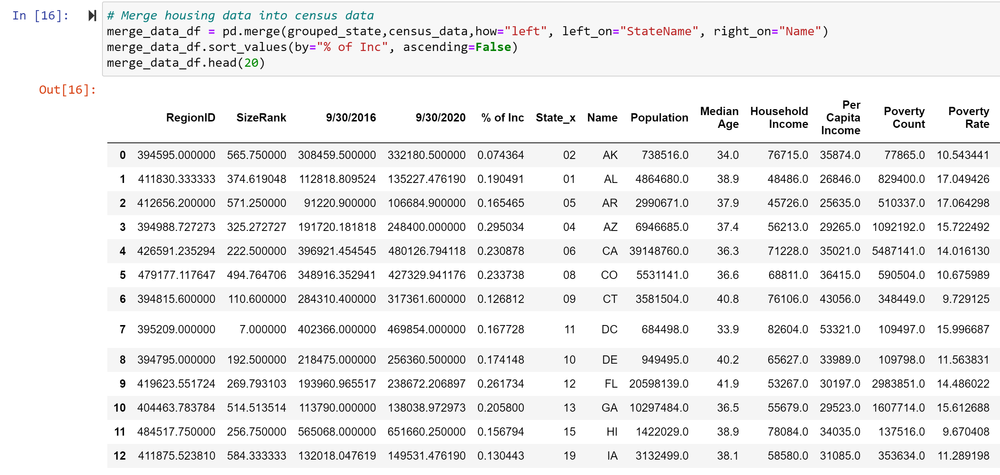 In [16]:
# Merge housing data into census data
merge_data_df = pd.merge(grouped_state,census_data,how="left", left_on="StateName", right_on="Name")
merge_data_df.sort_values(by="% of Inc", ascending=False)
merge_data_df.head(20)
Out[16]:
RegionID SizeRank 9/30/2016 9/30/2020 % of Inc State_x Name Population Median Age Household Income Per Capita Income Poverty Count Poverty Rate
0 394595.000000 565.750000 308459.500000 332180.500000 0.074364 02 AK 738516.0 34.0 76715.0 35874.0 77865.0 10.543441
1 411830.333333 374.619048 112818.809524 135227.476190 0.190491 01 AL 4864680.0 38.9 48486.0 26846.0 829400.0 17.049426
2 412656.200000 571.250000 91220.900000 106684.900000 0.165465 05 AR 2990671.0 37.9 45726.0 25635.0 510337.0 17.064298
3 394988.727273 325.272727 191720.181818 248400.000000 0.295034 04 AZ 6946685.0 37.4 56213.0 29265.0 1092192.0 15.722492
4 426591.235294 222.500000 396921.454545 480126.794118 0.230878 06 CA 39148760.0 36.3 71228.0 35021.0 5487141.0 14.016130
5 479177.117647 494.764706 348916.352941 427329.941176 0.233738 08 CO 5531141.0 36.6 68811.0 36415.0 590504.0 10.675989
6 394815.600000 110.600000 284310.400000 317361.600000 0.126812 09 CT 3581504.0 40.8 76106.0 43056.0 348449.0 9.729125
7 395209.000000 7.000000 402366.000000 469854.000000 0.167728 11 DC 684498.0 33.9 82604.0 53321.0 109497.0 15.996687
8 394795.000000 192.500000 218475.000000 256360.500000 0.174148 10 DE 949495.0 40.2 65627.0 33989.0 109798.0 11.563831
9 419623.551724 269.793103 193960.965517 238672.206897 0.261734 12 FL 20598139.0 41.9 53267.0 30197.0 2983851.0 14.486022
10 404463.783784 514.513514 113790.000000 138038.972973 0.205800 13 GA 10297484.0 36.5 55679.0 29523.0 1607714.0 15.612688
11 484517.750000 256.750000 565068.000000 651660.250000 0.156794 15 HI 1422029.0 38.9 78084.0 34035.0 137516.0 9.670408
12 411875.523810 584.333333 132018.047619 149531.476190 0.130443 19 IA 3132499.0 38.1 58580.0 31085.0 353634.0 11.289198